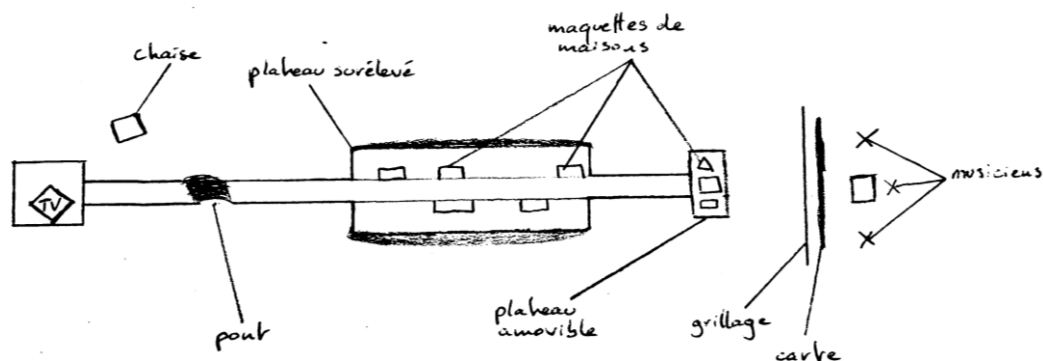 chaise
plateau surélevé
maquettes de
maisons
TV
musiciens
pont
plateau
amovible
grillage
carte